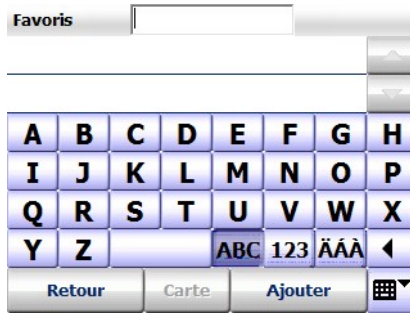 Favoris
A B C D E F G H
I J K L M N O P
Q R S T U V W X
Y Z ABC 123 ÄÁÀ
Retour Carte Ajouter